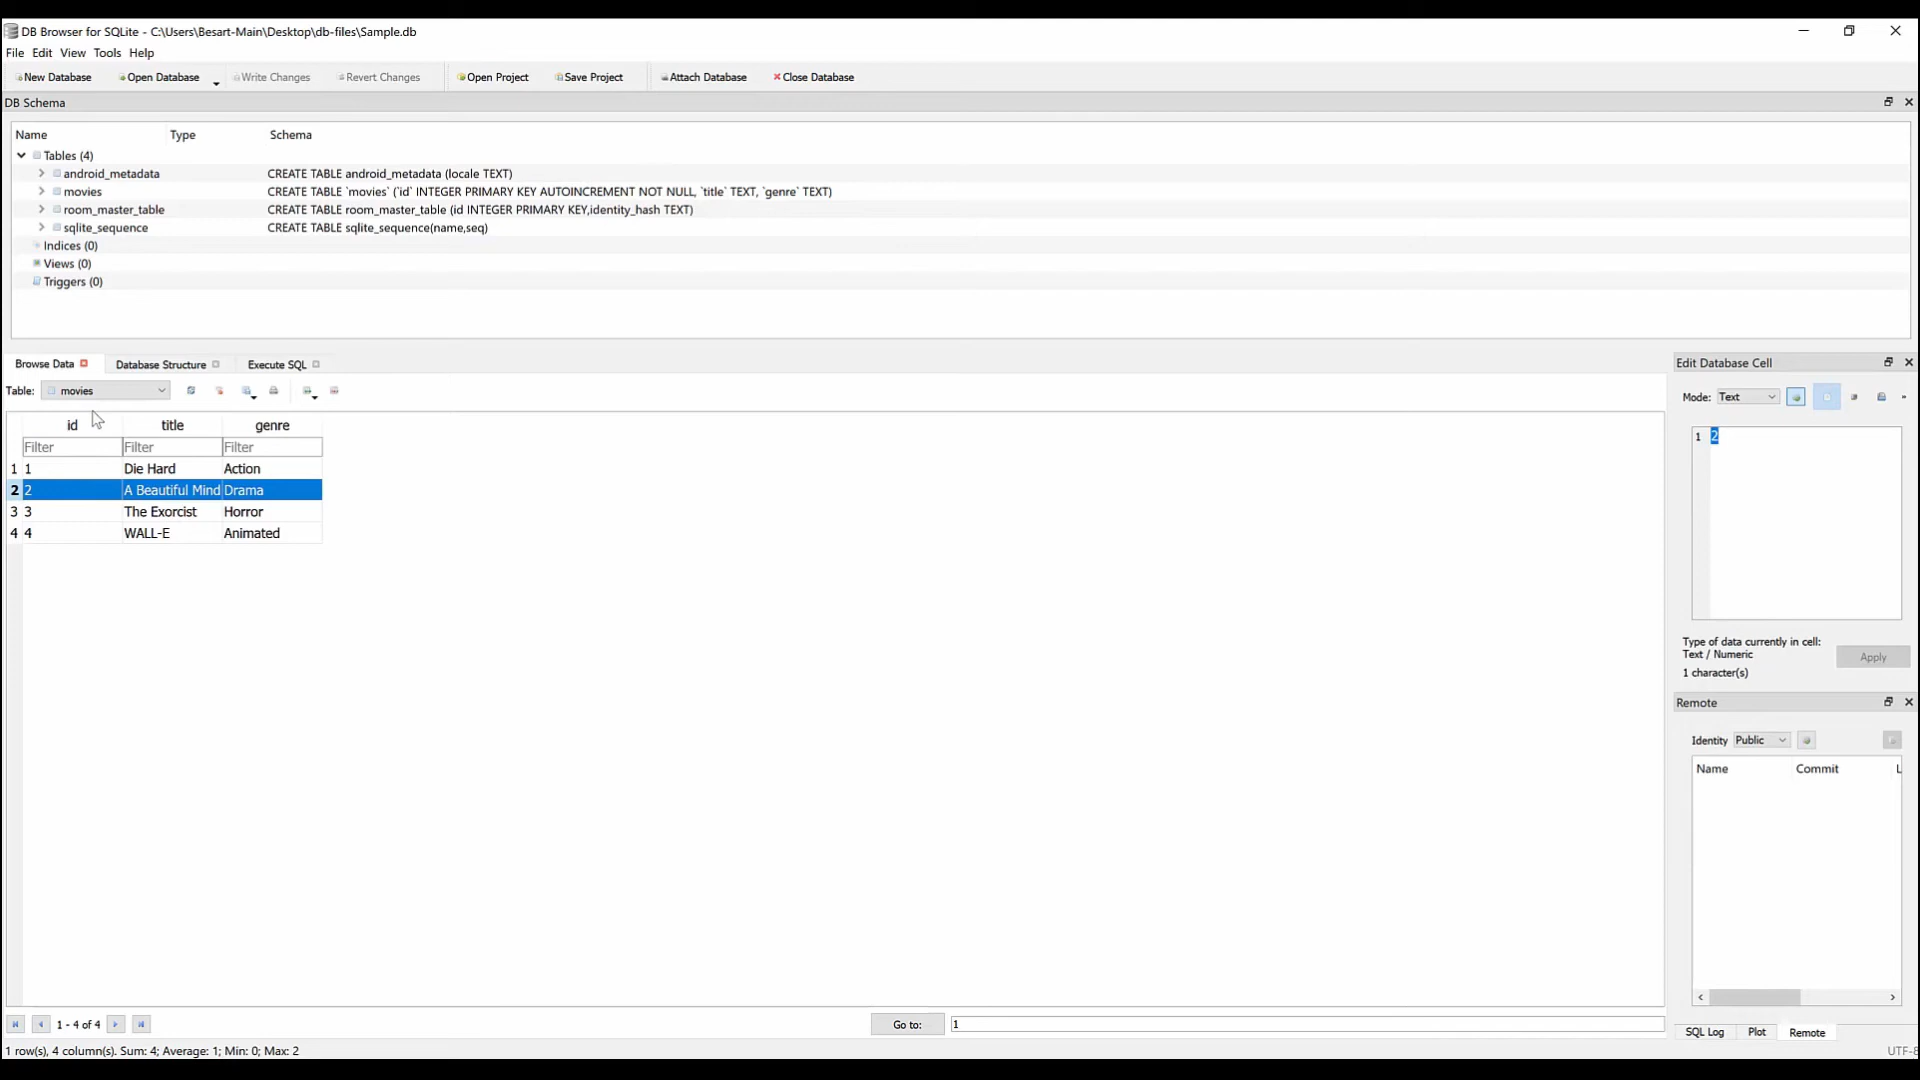 DB Browser for SQLite - C:\Users\Besart-Main\Desktop\db-files\Sample.db
File Edit View Tools Help
New Database Open Database Write Changes Revert Changes Open Project Save Project Attach Database Close Database
DB Schema
Name Type Schema
Tables (4)
android_metadata CREATE TABLE android_metadata (locale TEXT)
movies CREATE TABLE `movies` (`id` INTEGER PRIMARY KEY AUTOINCREMENT NOT NULL, `title` TEXT, `genre` TEXT)
room_master_table CREATE TABLE room_master_table (id INTEGER PRIMARY KEY,identity_hash TEXT)
sqlite_sequence CREATE TABLE sqlite_sequence(name,seq)
Indices (0)
Views (0)
Triggers (0)
Browse Data Database Structure Execute SQL
Table: movies
id title genre
Filter Filter Filter
1 1 Die Hard Action
2 2 A Beautiful Mind Drama
3 3 The Exorcist Horror
4 4 WALL-E Animated
1 - 4 of 4
Go to: 1
1 row(s), 4 column(s). Sum: 4; Average: 1; Min: 0; Max: 2
Edit Database Cell
Mode: Text
1 2
Type of data currently in cell:
Text / Numeric
1 character(s)
Apply
Remote
Identity Public
Name Commit L
SQL Log Plot Remote
UTF-8